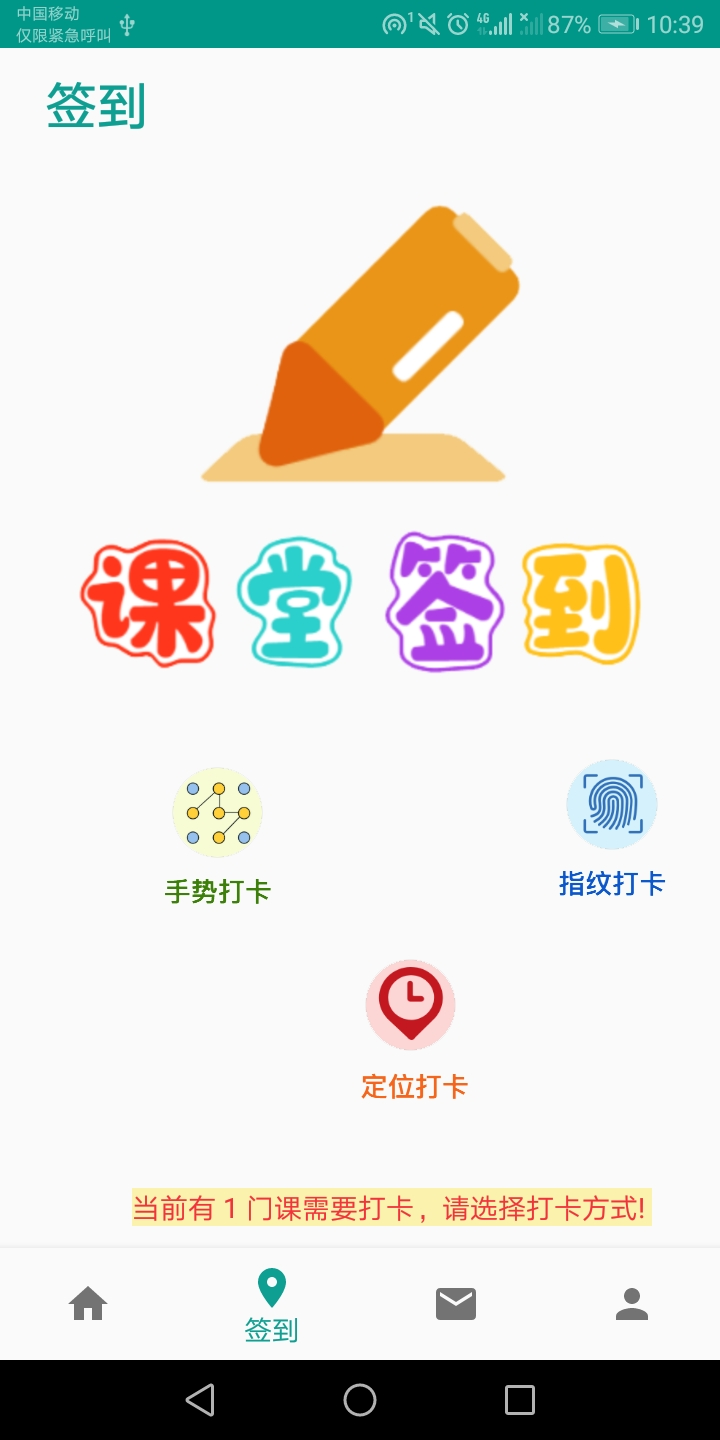 中国移动
仅限紧急呼叫
1 4G 87% 10:39
签到
课堂签到
手势打卡
指纹打卡
定位打卡
当前有 1 门课需要打卡，请选择打卡方式!
签到